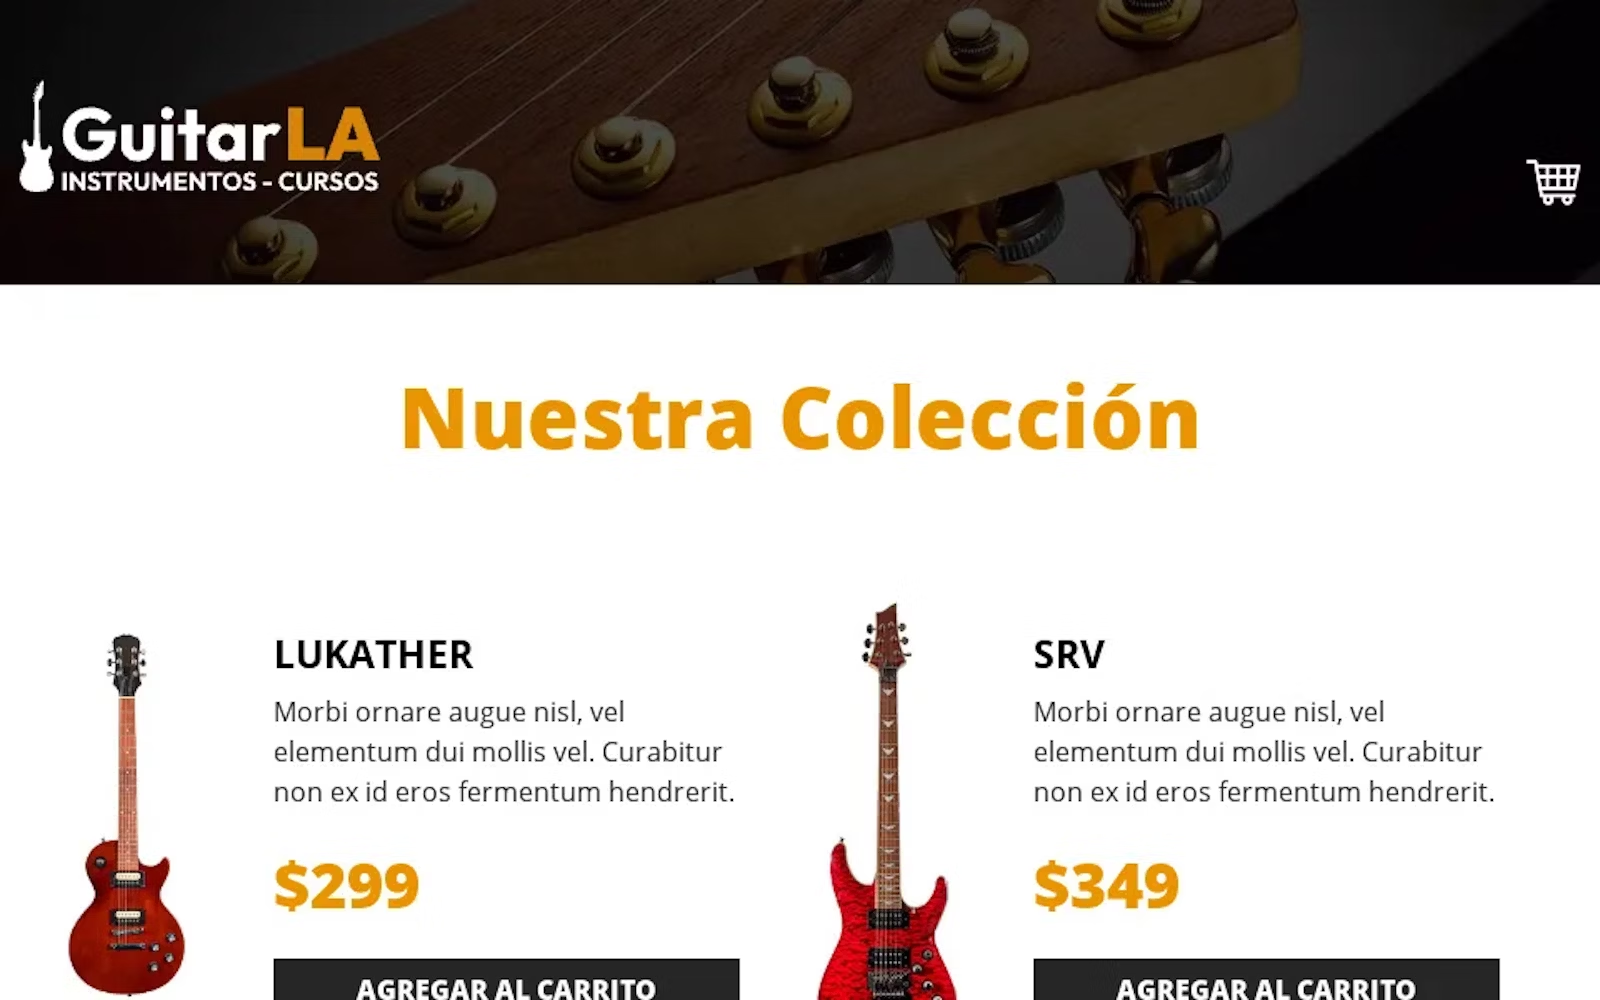 GuitarLA
INSTRUMENTOS - CURSOS
Nuestra Colección
LUKATHER
Morbi ornare augue nisl, vel
elementum dui mollis vel. Curabitur
non ex id eros fermentum hendrerit.
$299
AGREGAR AL CARRITO
SRV
Morbi ornare augue nisl, vel
elementum dui mollis vel. Curabitur
non ex id eros fermentum hendrerit.
$349
AGREGAR AL CARRITO